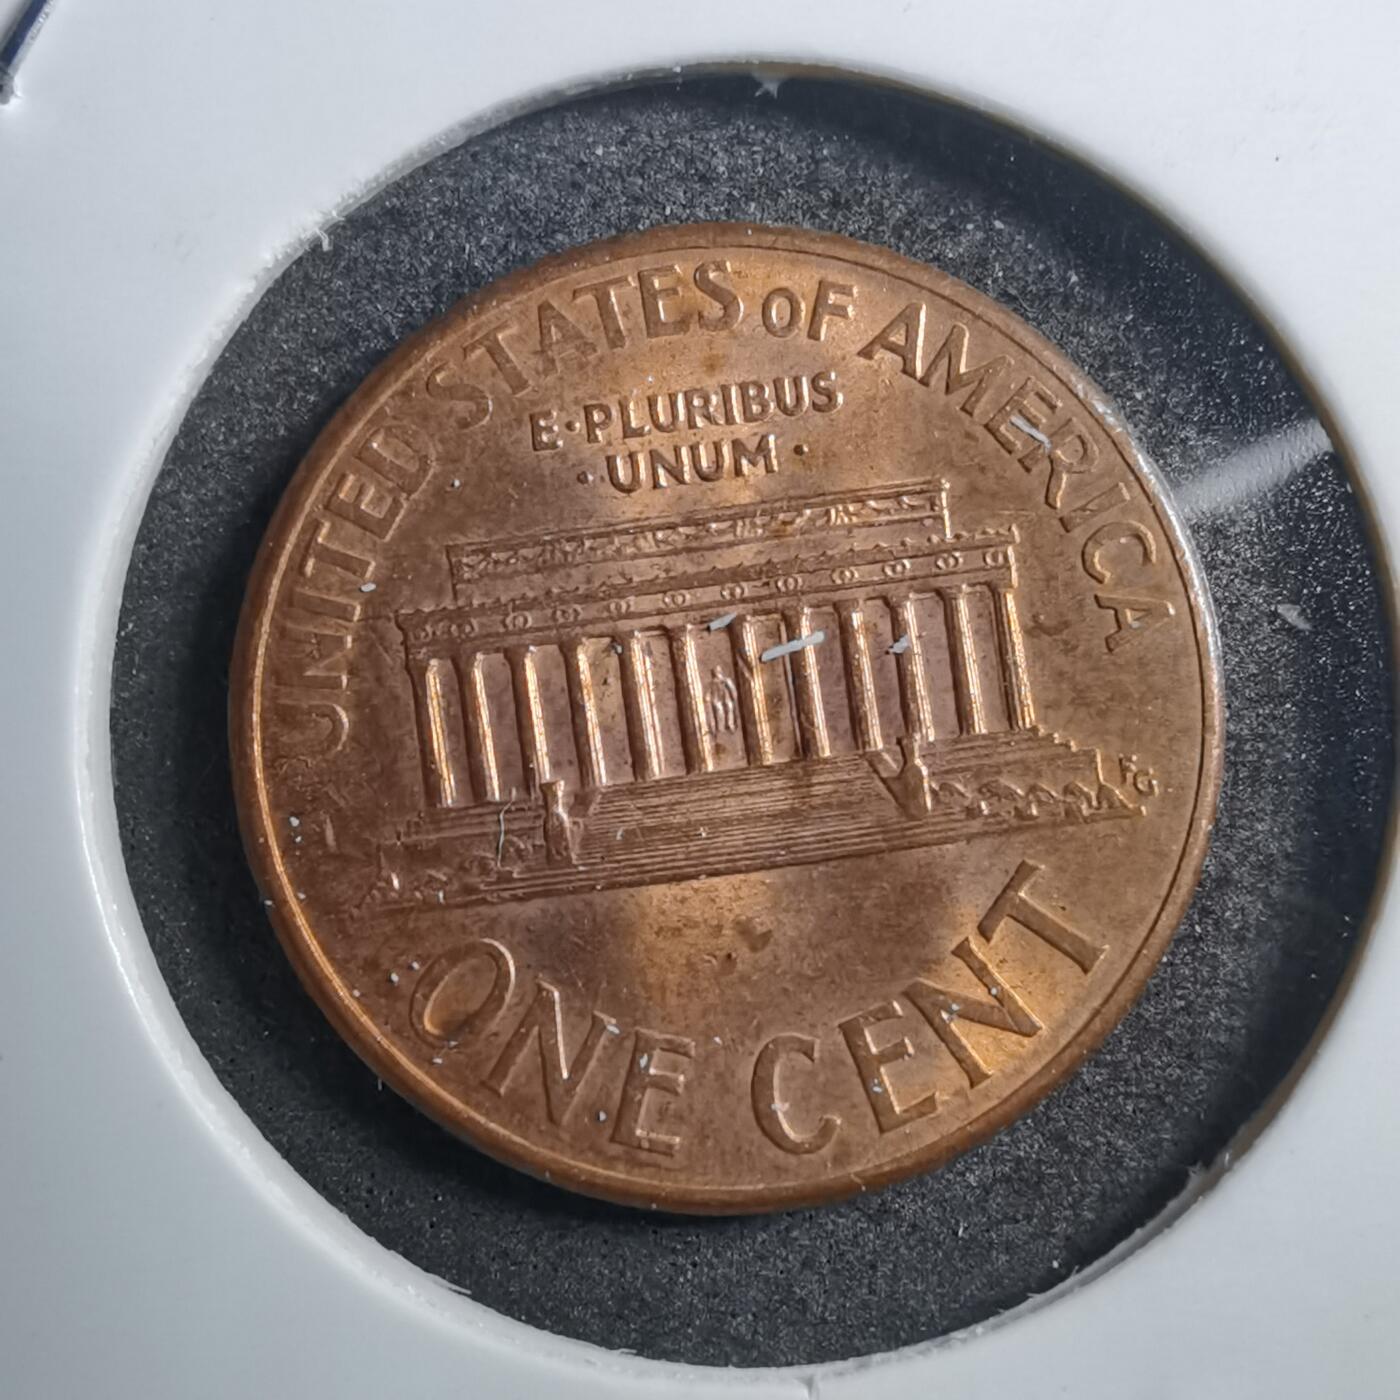 UNITED STATES oF AMERICA
E·PLURIBUS
·UNUM·
FG
ONE CENT